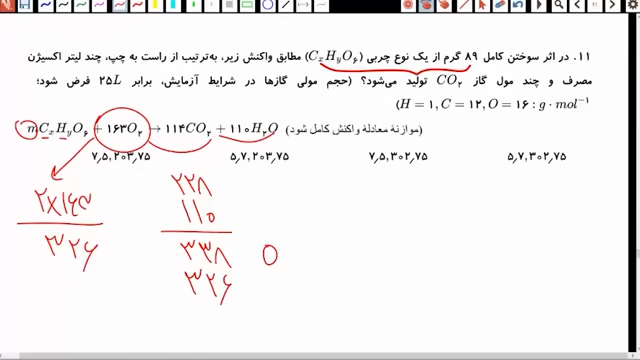 ۱۱. در اثر سوختن کامل ۸۹ گرم از یک نوع چربی (CₓHᵧO۶) مطابق واکنش زیر، به‌ترتیب از راست به چپ، چند لیتر اکسیژن
مصرف و چند مول گاز CO۲ تولید می‌شود؟ (حجم مولی گازها در شرایط آزمایش، برابر ۲۵L فرض شود؛
(H = ۱, C = ۱۲, O = ۱۶ : g·mol⁻¹
mCₓHᵧO۶ + ۱۶۳O۲ → ۱۱۴CO۲ + ۱۱۰H۲O (موازنهٔ معادلهٔ واکنش کامل شود)
۵٫۷, ۳۰۲٫۷۵ ۷٫۵, ۳۰۲٫۷۵ ۵٫۷, ۲۰۳٫۷۵ ۷٫۵, ۲۰۳٫۷۵
۲×۱۶۳
۳۲۶
۲۲۸
۱۱۰
۳۳۸
۳۲۶
O